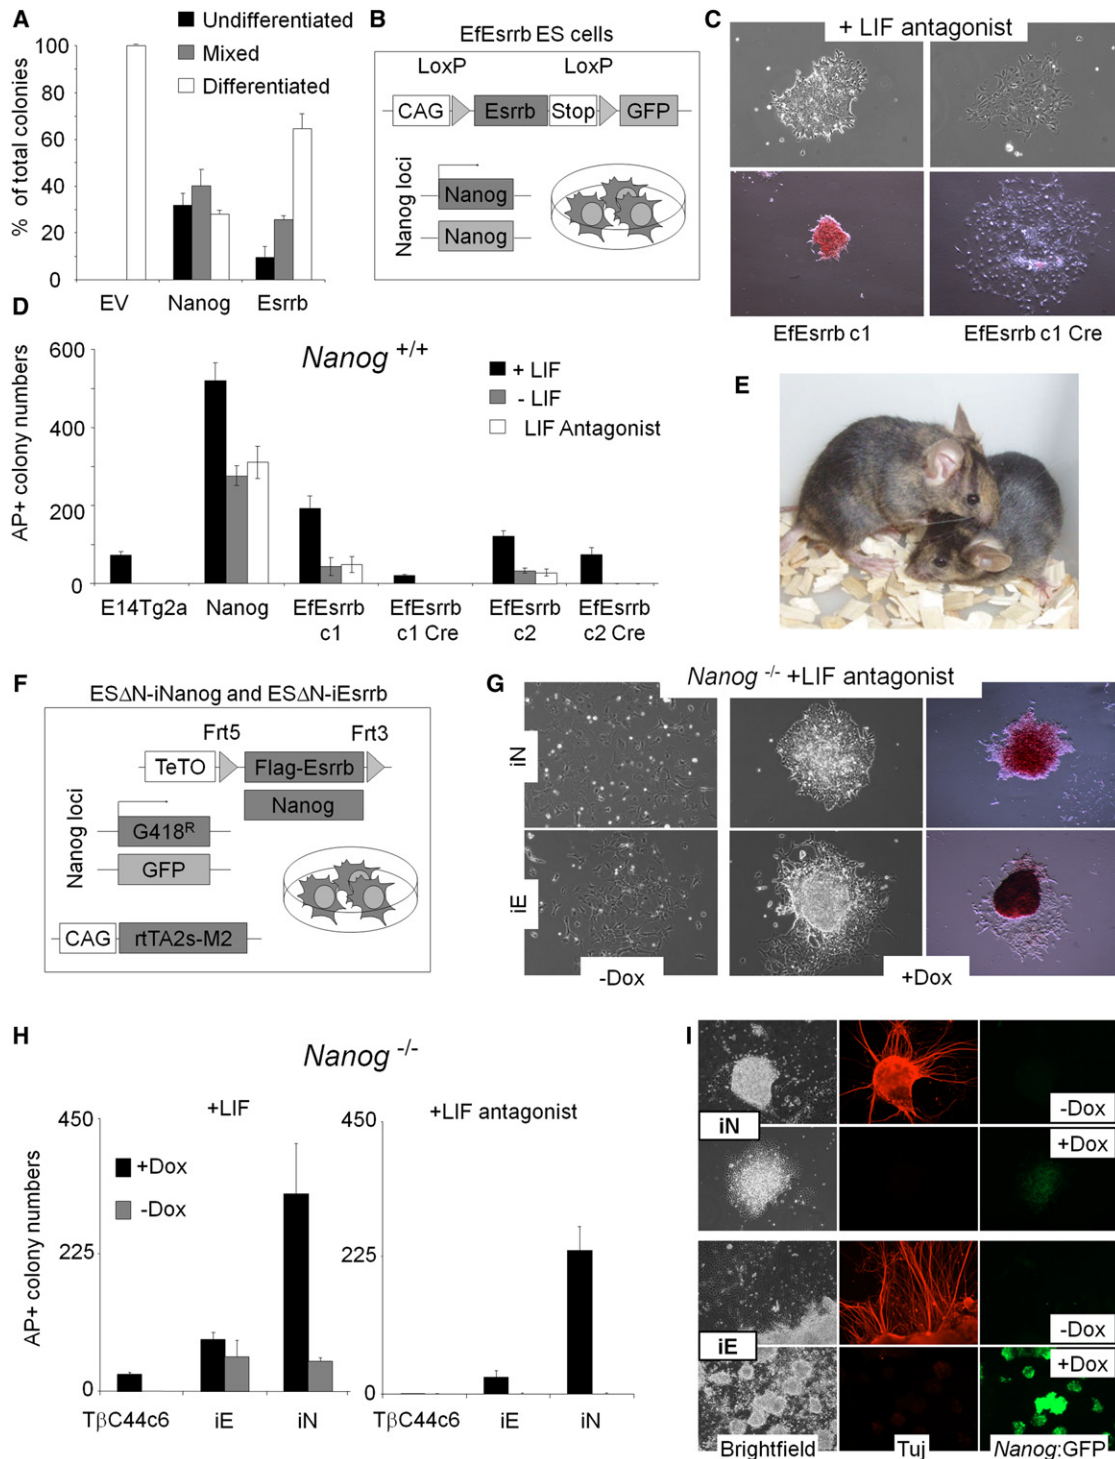 A
Undifferentiated
Mixed
Differentiated
% of total colonies
100
80
60
40
20
0
EV Nanog Esrrb
B
EfEsrrb ES cells
LoxP LoxP
CAG Esrrb Stop GFP
Nanog loci
Nanog
Nanog
C
+ LIF antagonist
EfEsrrb c1 EfEsrrb c1 Cre
D
Nanog +/+
+ LIF
- LIF
LIF Antagonist
AP+ colony numbers
600
400
200
0
E14Tg2a Nanog EfEsrrb c1 EfEsrrb c1 Cre EfEsrrb c2 EfEsrrb c2 Cre
E
F
ES∆N-iNanog and ES∆N-iEsrrb
Frt5 Frt3
TeTO Flag-Esrrb
Nanog
Nanog loci
G418R
GFP
CAG rtTA2s-M2
G
Nanog -/- +LIF antagonist
iN
iE
-Dox +Dox
H
Nanog -/-
+LIF
+LIF antagonist
AP+ colony numbers
450
225
0
+Dox
-Dox
TβC44c6 iE iN
450
225
0
TβC44c6 iE iN
I
-Dox
iN
+Dox
-Dox
iE
+Dox
Brightfield Tuj Nanog:GFP